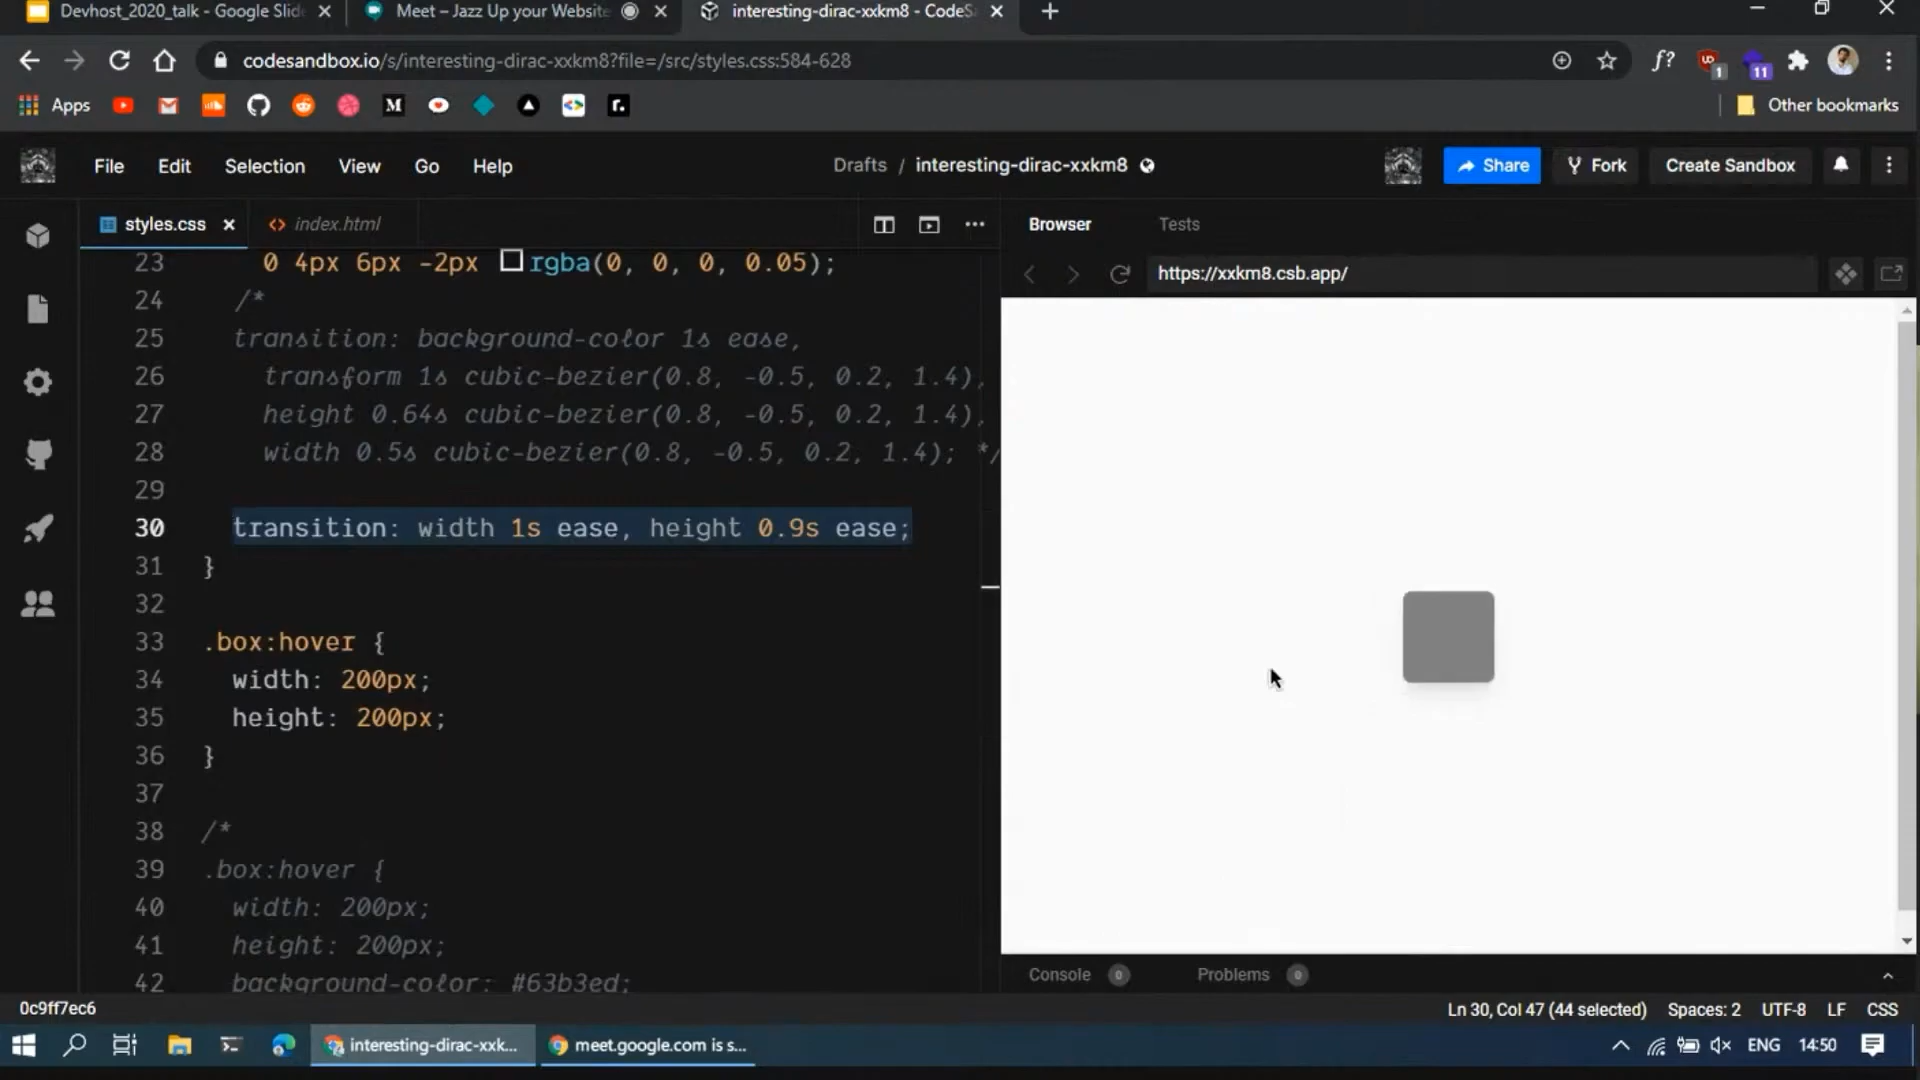 Devhost_2020_talk - Google Slid
Meet – Jazz Up your Website
interesting-dirac-xxkm8 - CodeS
codesandbox.io/s/interesting-dirac-xxkm8?file=/src/styles.css:584-628
f?
1
11
Apps
M
r.
Other bookmarks
File
Edit
Selection
View
Go
Help
Drafts / interesting-dirac-xxkm8
Share
Fork
Create Sandbox
styles.css
index.html
Browser
Tests
https://xxkm8.csb.app/
23 0 4px 6px -2px rgba(0, 0, 0, 0.05);
24 /*
25 transition: background-color 1s ease,
26 transform 1s cubic-bezier(0.8, -0.5, 0.2, 1.4),
27 height 0.64s cubic-bezier(0.8, -0.5, 0.2, 1.4),
28 width 0.5s cubic-bezier(0.8, -0.5, 0.2, 1.4); */
29
30 transition: width 1s ease, height 0.9s ease;
31 }
32
33 .box:hover {
34 width: 200px;
35 height: 200px;
36 }
37
38 /*
39 .box:hover {
40 width: 200px;
41 height: 200px;
42 background-color: #63b3ed;
Console 0
Problems 0
0c9ff7ec6
Ln 30, Col 47 (44 selected)
Spaces: 2
UTF-8
LF
CSS
interesting-dirac-xxk...
meet.google.com is s...
ENG
14:50